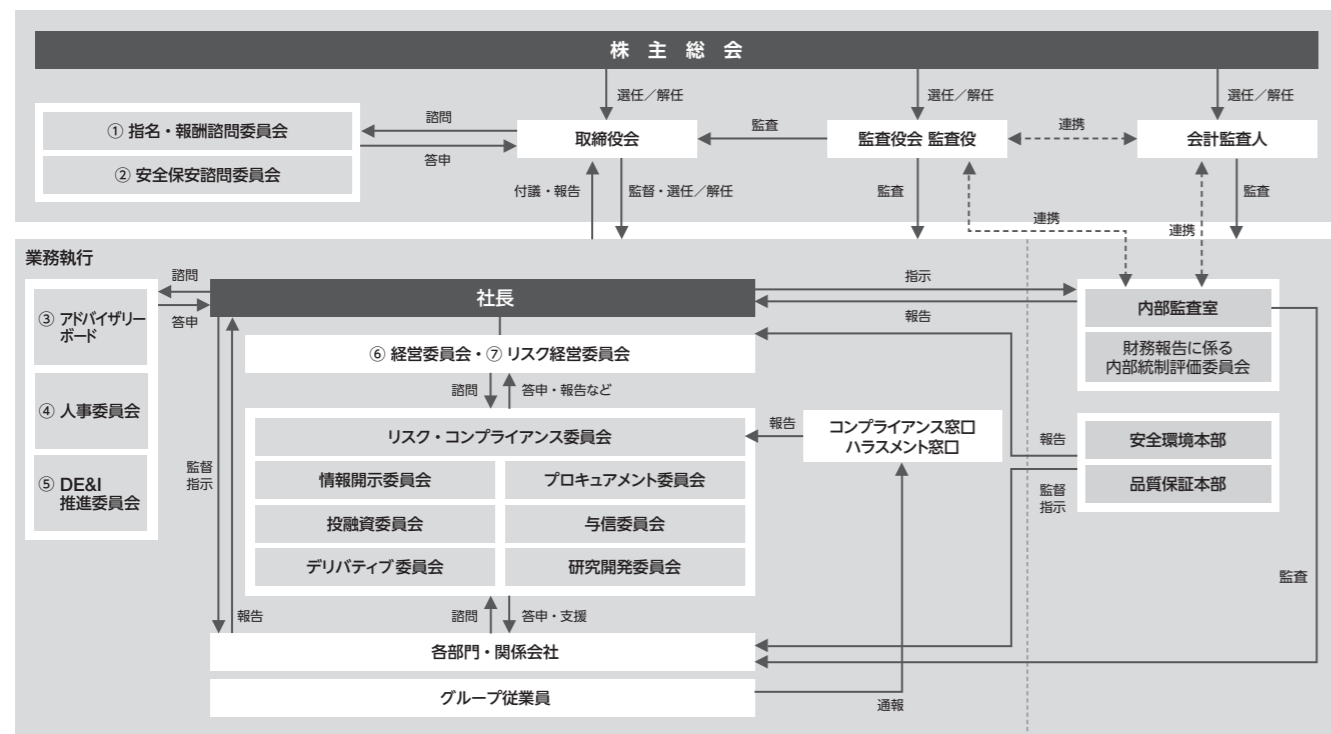 株主総会
選任／解任
選任／解任
選任／解任
① 指名・報酬諮問委員会
② 安全保安諮問委員会
諮問
答申
取締役会
監査
監査役会 監査役
連携
会計監査人
付議・報告
監督・選任／解任
監査
監査
連携
連携
業務執行
諮問
答申
③ アドバイザリー
ボード
④ 人事委員会
⑤ DE&I
推進委員会
社長
指示
報告
内部監査室
財務報告に係る
内部統制評価委員会
⑥ 経営委員会・⑦ リスク経営委員会
諮問
答申・報告など
リスク・コンプライアンス委員会
情報開示委員会
プロキュアメント委員会
投融資委員会
与信委員会
デリバティブ委員会
研究開発委員会
報告
コンプライアンス窓口
ハラスメント窓口
報告
監督
指示
安全環境本部
品質保証本部
監督
指示
報告
諮問
答申・支援
監査
各部門・関係会社
グループ従業員
通報